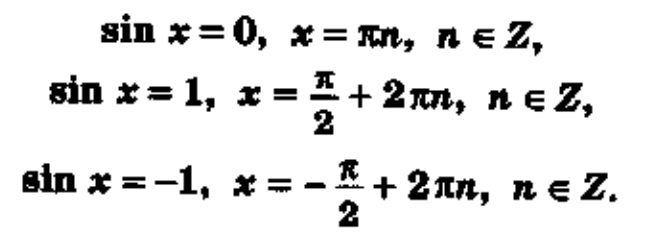 sin x = 0, x = πn, n ∈ Z,
sin x = 1, x = π/2 + 2πn, n ∈ Z,
sin x = −1, x = −π/2 + 2πn, n ∈ Z.